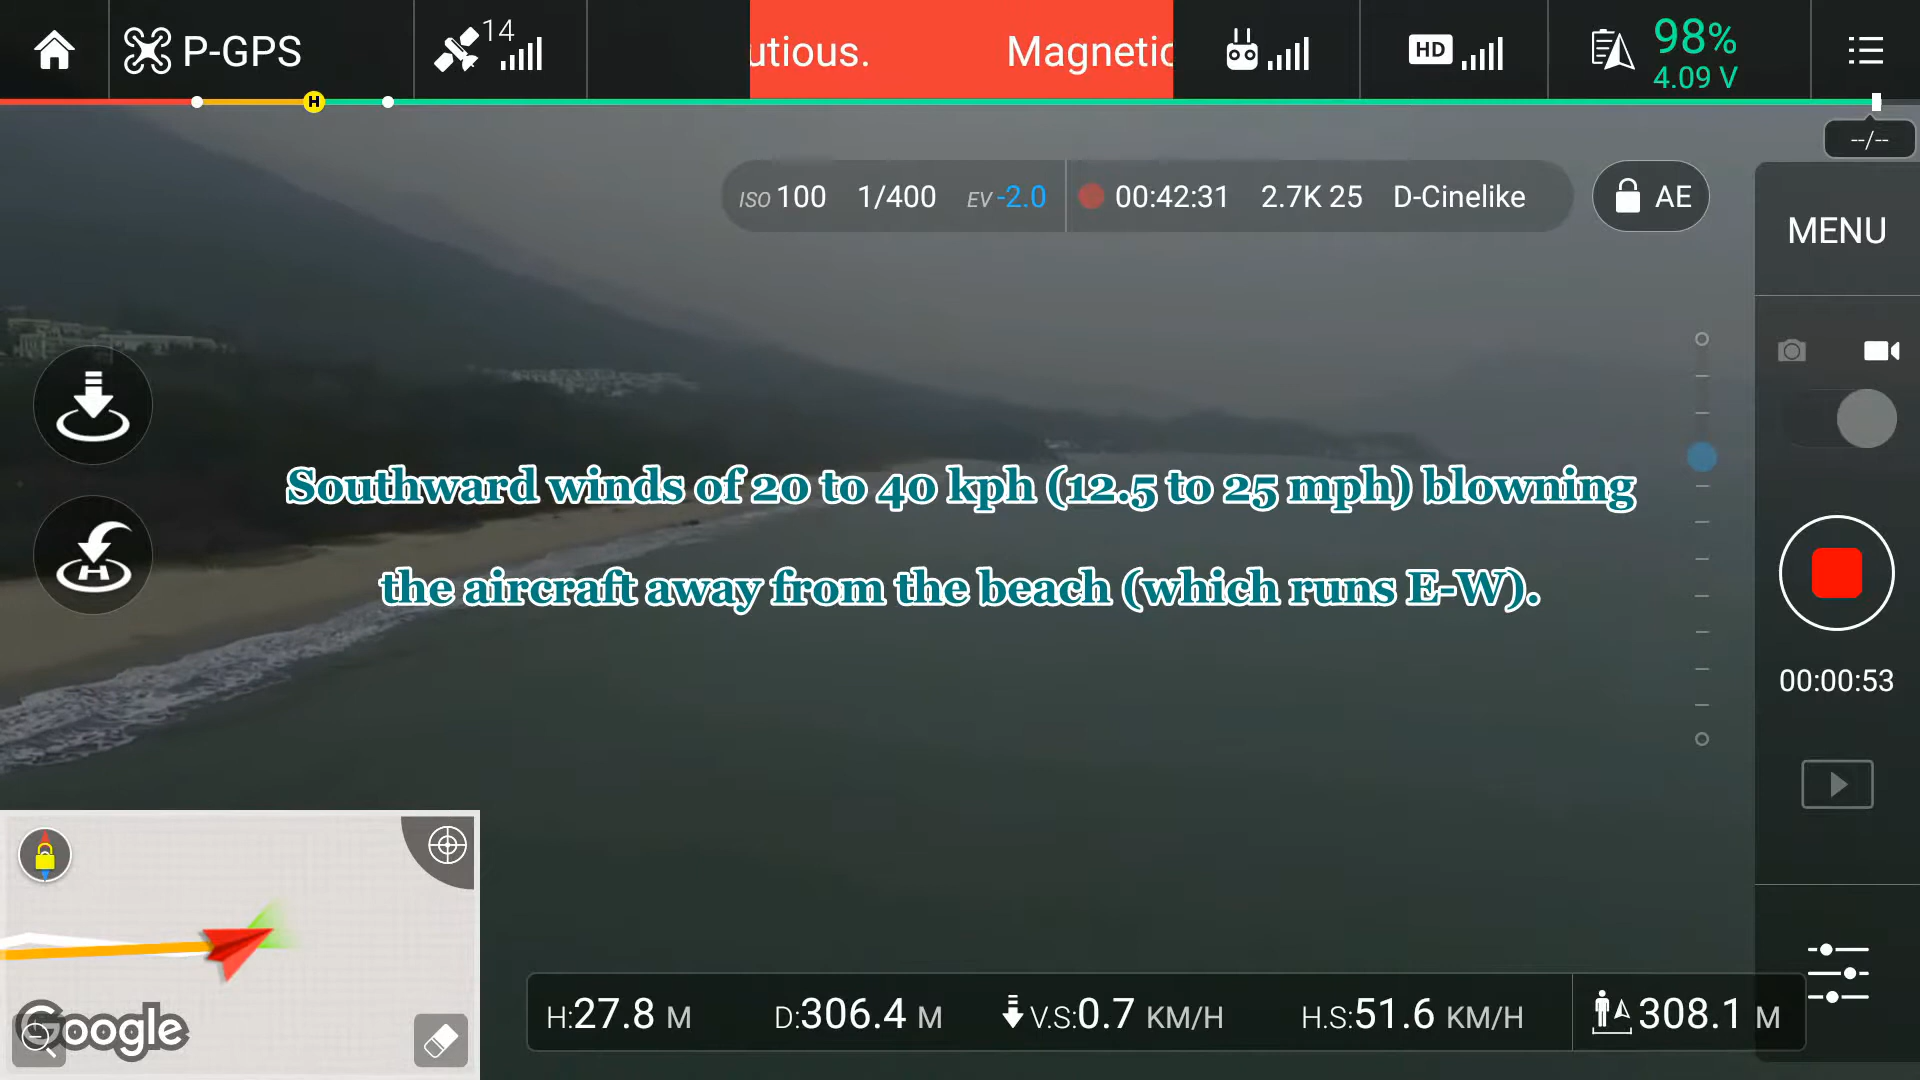 P-GPS
14
utious. Magnetic
HD
98%
4.09 V
--/--
ISO 100 1/400 EV -2.0 00:42:31 2.7K 25 D-Cinelike
AE
MENU
Southward winds of 20 to 40 kph (12.5 to 25 mph) blowning
the aircraft away from the beach (which runs E-W).
00:00:53
Google
H:27.8 M D:306.4 M V.S:0.7 KM/H H.S:51.6 KM/H 308.1 M